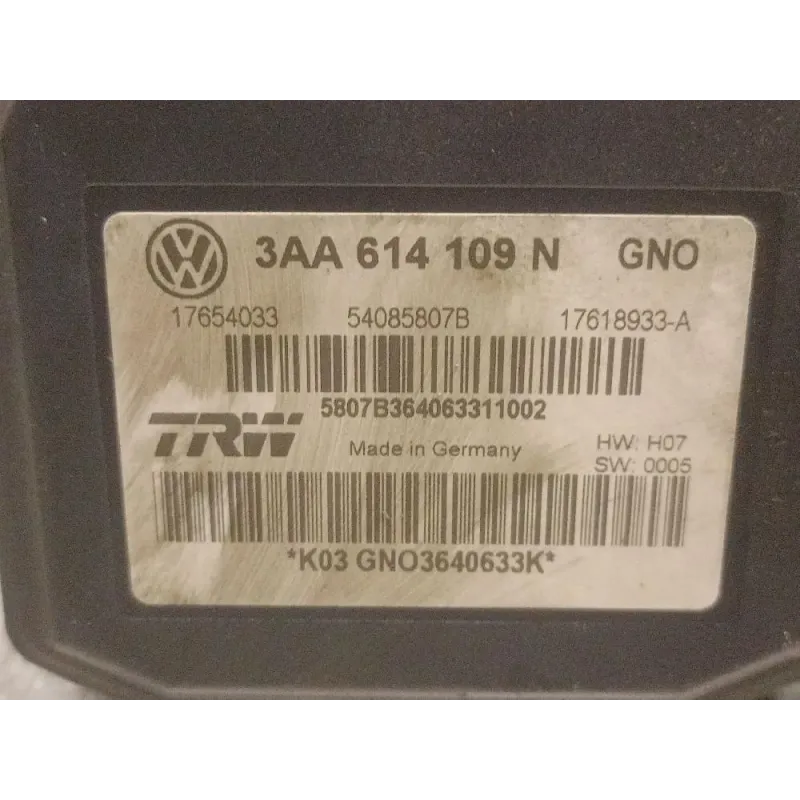 3AA 614 109 N GNO
17654033 54085807B 17618933-A
5807B364063311002
TRW Made in Germany HW: H07
SW: 0005
*K03 GNO3640633K*